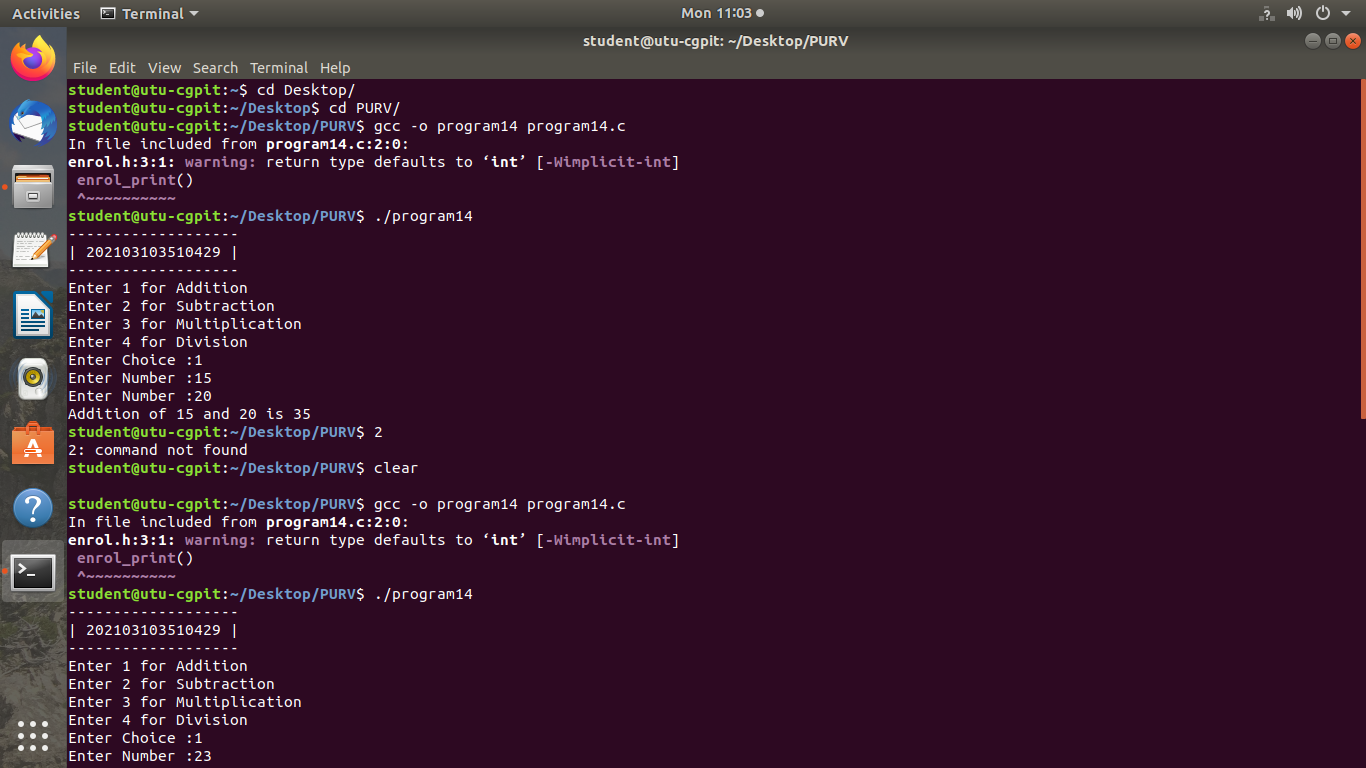 Activities Terminal Mon 11:03
student@utu-cgpit: ~/Desktop/PURV
File Edit View Search Terminal Help
student@utu-cgpit:~$ cd Desktop/
student@utu-cgpit:~/Desktop$ cd PURV/
student@utu-cgpit:~/Desktop/PURV$ gcc -o program14 program14.c
In file included from program14.c:2:0:
enrol.h:3:1: warning: return type defaults to ‘int’ [-Wimplicit-int]
 enrol_print()
 ^~~~~~~~~~~
student@utu-cgpit:~/Desktop/PURV$ ./program14
-------------------
| 202103103510429 |
-------------------
Enter 1 for Addition
Enter 2 for Subtraction
Enter 3 for Multiplication
Enter 4 for Division
Enter Choice :1
Enter Number :15
Enter Number :20
Addition of 15 and 20 is 35
student@utu-cgpit:~/Desktop/PURV$ 2
2: command not found
student@utu-cgpit:~/Desktop/PURV$ clear

student@utu-cgpit:~/Desktop/PURV$ gcc -o program14 program14.c
In file included from program14.c:2:0:
enrol.h:3:1: warning: return type defaults to ‘int’ [-Wimplicit-int]
 enrol_print()
 ^~~~~~~~~~~
student@utu-cgpit:~/Desktop/PURV$ ./program14
-------------------
| 202103103510429 |
-------------------
Enter 1 for Addition
Enter 2 for Subtraction
Enter 3 for Multiplication
Enter 4 for Division
Enter Choice :1
Enter Number :23